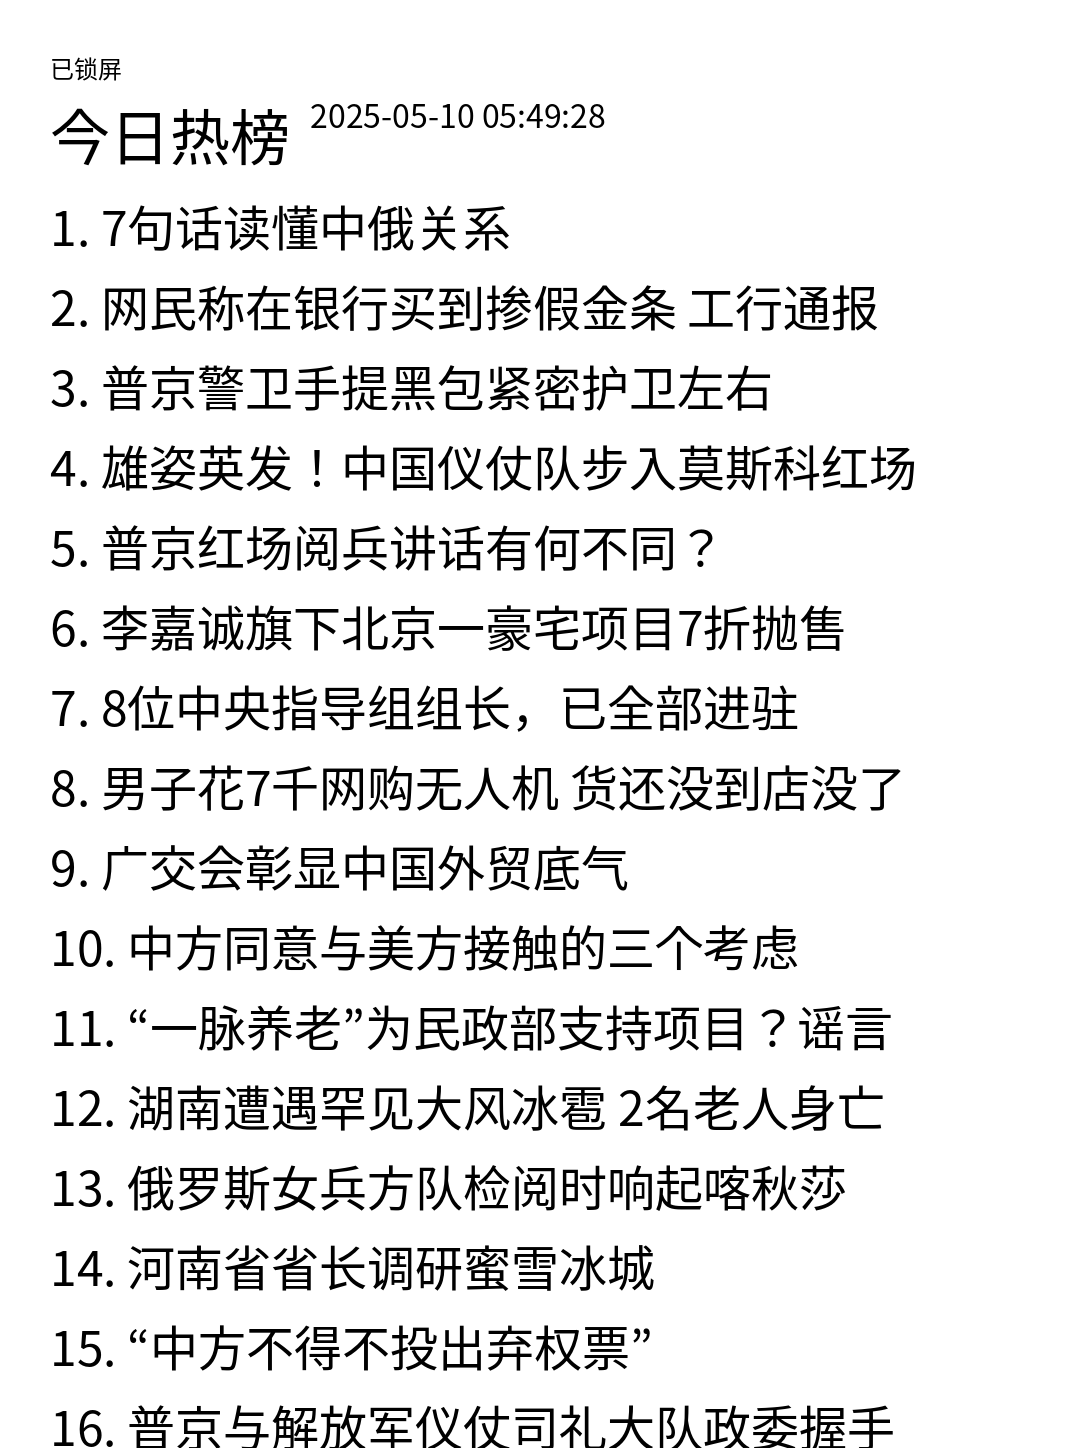 已锁屏
今日热榜 2025-05-10 05:49:28
1. 7句话读懂中俄关系
2. 网民称在银行买到掺假金条 工行通报
3. 普京警卫手提黑包紧密护卫左右
4. 雄姿英发！中国仪仗队步入莫斯科红场
5. 普京红场阅兵讲话有何不同？
6. 李嘉诚旗下北京一豪宅项目7折抛售
7. 8位中央指导组组长，已全部进驻
8. 男子花7千网购无人机 货还没到店没了
9. 广交会彰显中国外贸底气
10. 中方同意与美方接触的三个考虑
11. “一脉养老”为民政部支持项目？谣言
12. 湖南遭遇罕见大风冰雹 2名老人身亡
13. 俄罗斯女兵方队检阅时响起喀秋莎
14. 河南省省长调研蜜雪冰城
15. “中方不得不投出弃权票”
16. 普京与解放军仪仗司礼大队政委握手